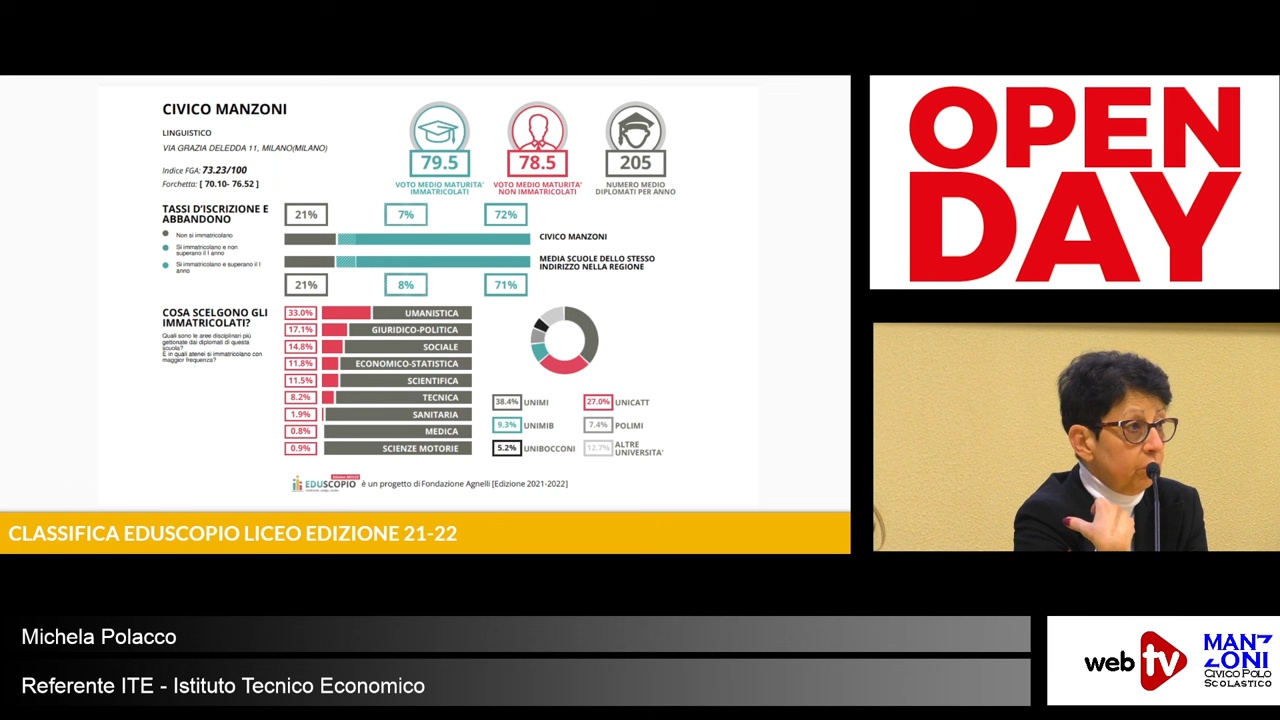 CIVICO MANZONI
LINGUISTICO
VIA GRAZIA DELEDDA 11, MILANO(MILANO)
Indice FGA: 73.23/100
Forchetta: [ 70.10- 76.52 ]
79.5
VOTO MEDIO MATURITA'
IMMATRICOLATI
78.5
VOTO MEDIO MATURITA'
NON IMMATRICOLATI
205
NUMERO MEDIO
DIPLOMATI PER ANNO
TASSI D'ISCRIZIONE E
ABBANDONO
Non si immatricolano
Si immatricolano e non
superano il I anno
Si immatricolano e superano il I
anno
21%
7%
72%
CIVICO MANZONI
MEDIA SCUOLE DELLO STESSO
INDIRIZZO NELLA REGIONE
21%
8%
71%
COSA SCELGONO GLI
IMMATRICOLATI?
Quali sono le aree disciplinari più
gettonate dai diplomati di questa
scuola?
E in quali atenei si immatricolano con
maggior frequenza?
33.0% UMANISTICA
17.1% GIURIDICO-POLITICA
14.8% SOCIALE
11.8% ECONOMICO-STATISTICA
11.5% SCIENTIFICA
8.2% TECNICA
1.9% SANITARIA
0.8% MEDICA
0.9% SCIENZE MOTORIE
38.4% UNIMI
27.0% UNICATT
9.3% UNIMIB
7.4% POLIMI
5.2% UNIBOCCONI
12.7% ALTRE
UNIVERSITA'
EDUSCOPIO è un progetto di Fondazione Agnelli [Edizione 2021-2022]
CLASSIFICA EDUSCOPIO LICEO EDIZIONE 21-22
OPEN
DAY
Michela Polacco
Referente ITE - Istituto Tecnico Economico
web tv
MANZ
ZONI
CIVICO POLO
SCOLASTICO